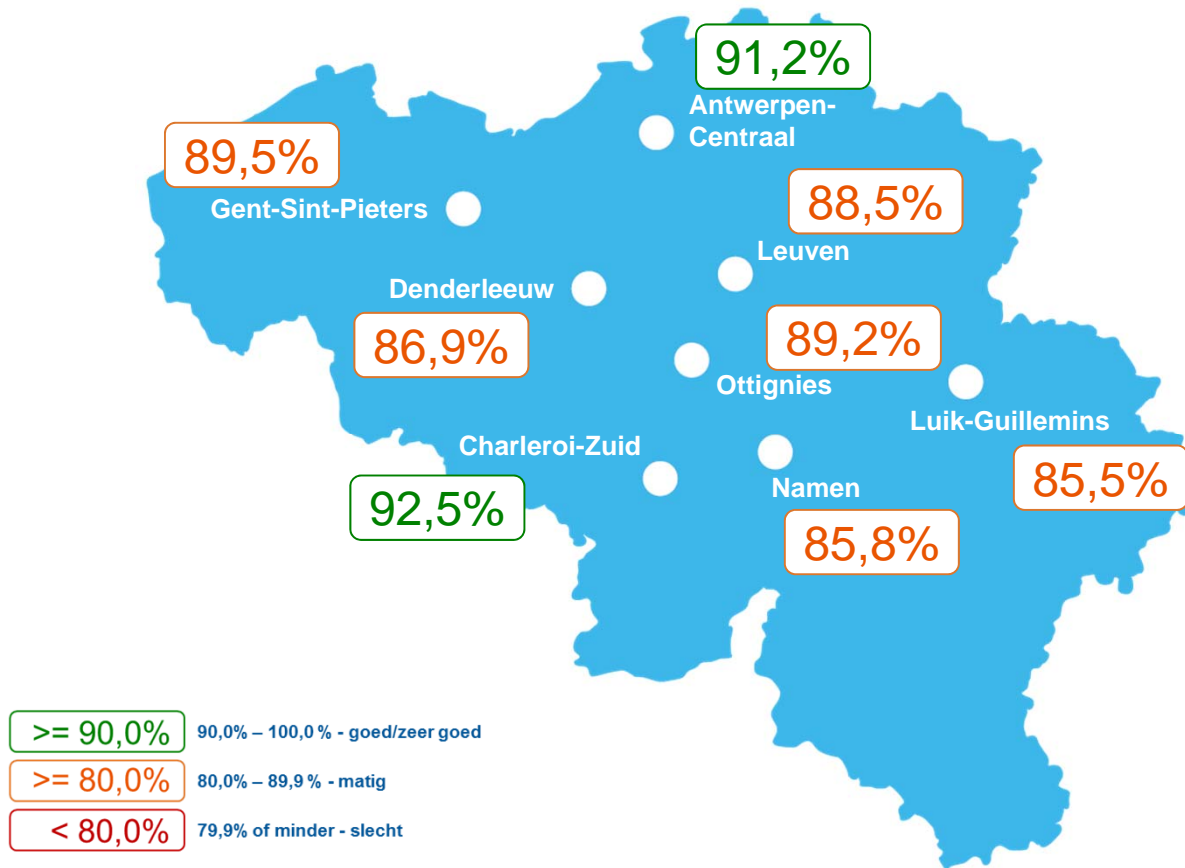 91,2%
Antwerpen-
Centraal
89,5%
Gent-Sint-Pieters
88,5%
Leuven
Denderleeuw
86,9%
89,2%
Ottignies
Luik-Guillemins
85,5%
Charleroi-Zuid
92,5%
Namen
85,8%
>= 90,0% 90,0% – 100,0 % - goed/zeer goed
>= 80,0% 80,0% – 89,9 % - matig
< 80,0% 79,9% of minder - slecht